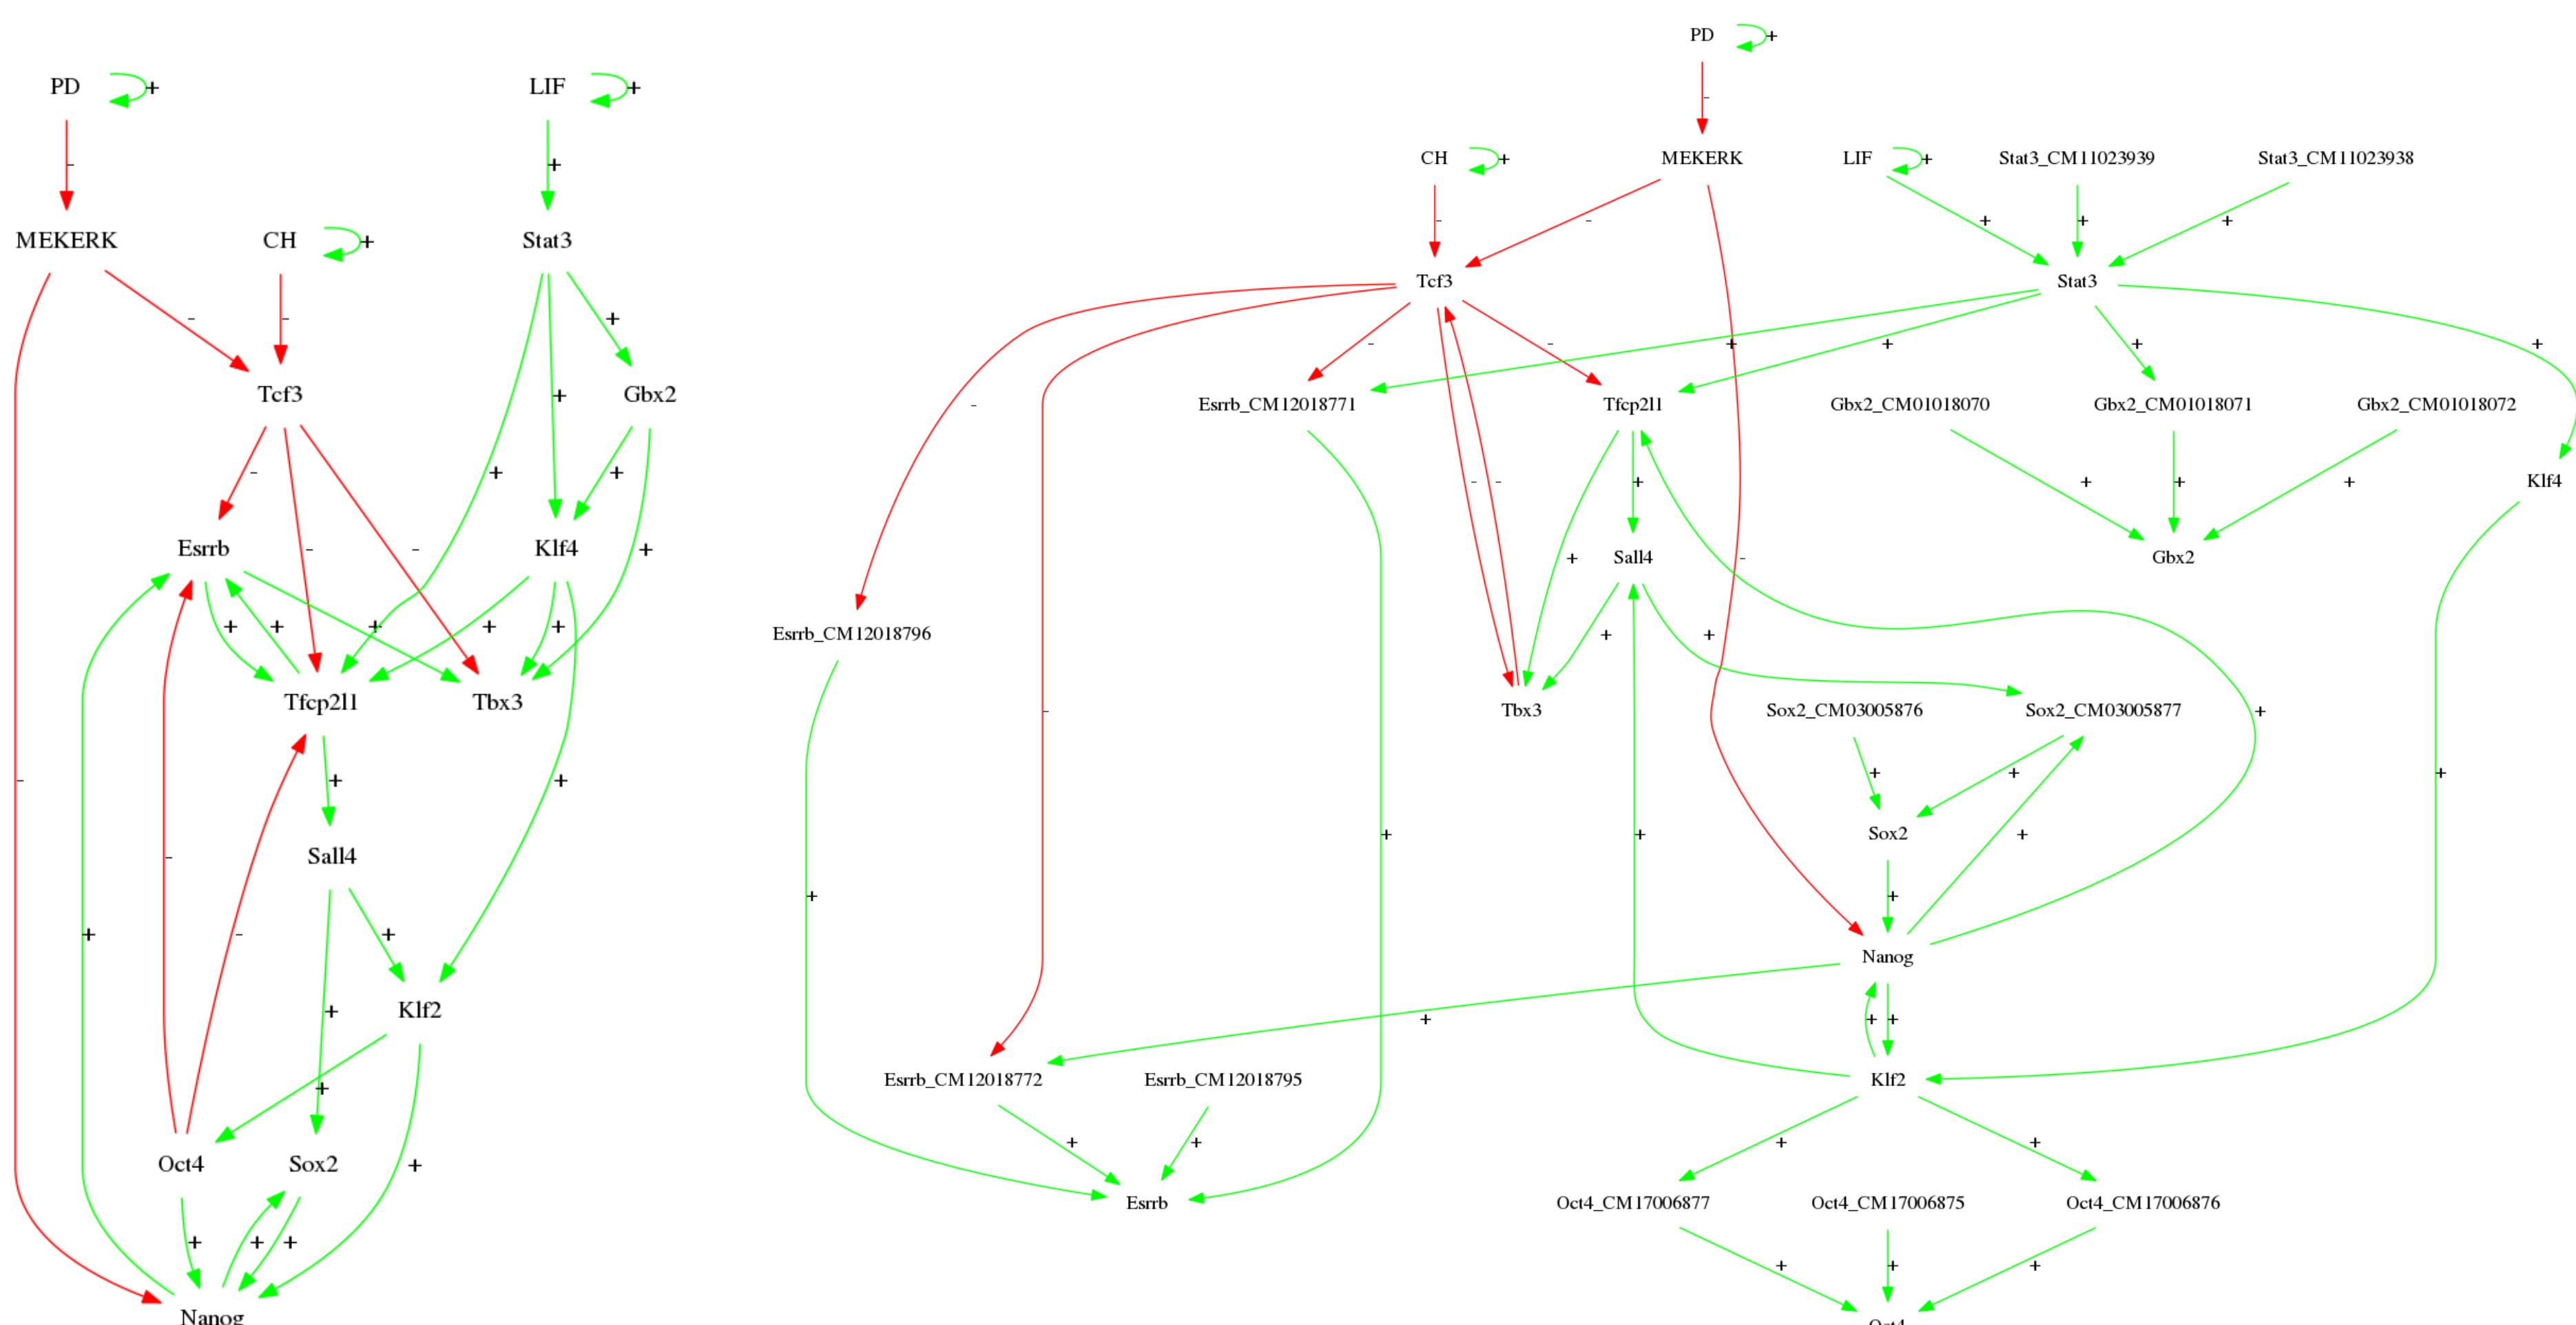 PD
+
LIF
+
-
+
MEKERK
CH
+
Stat3
-
-
+
Tcf3
+
Gbx2
-
+
+
Esrrb
-
-
Klf4
+
+
+
+
+
+
Tfcp2l1
Tbx3
-
+
+
Sall4
-
+
-
+
Klf2
+
+
Oct4
Sox2
+
+
+
+
Nanog
PD
+
-
CH
+
MEKERK
LIF
+
Stat3_CM11023939
Stat3_CM11023938
-
-
+
+
+
Tcf3
Stat3
-
-
+
+
+
+
-
Esrrb_CM12018771
Tfcp2l1
Gbx2_CM01018070
Gbx2_CM01018071
Gbx2_CM01018072
-
-
+
+
+
+
Klf4
+
Sall4
-
Gbx2
Esrrb_CM12018796
+
+
-
Tbx3
Sox2_CM03005876
Sox2_CM03005877
+
+
+
+
+
+
Sox2
+
+
+
Nanog
+
+
+
Esrrb_CM12018772
Esrrb_CM12018795
Klf2
+
+
+
+
Esrrb
Oct4_CM17006877
Oct4_CM17006875
Oct4_CM17006876
+
+
+
Oct4